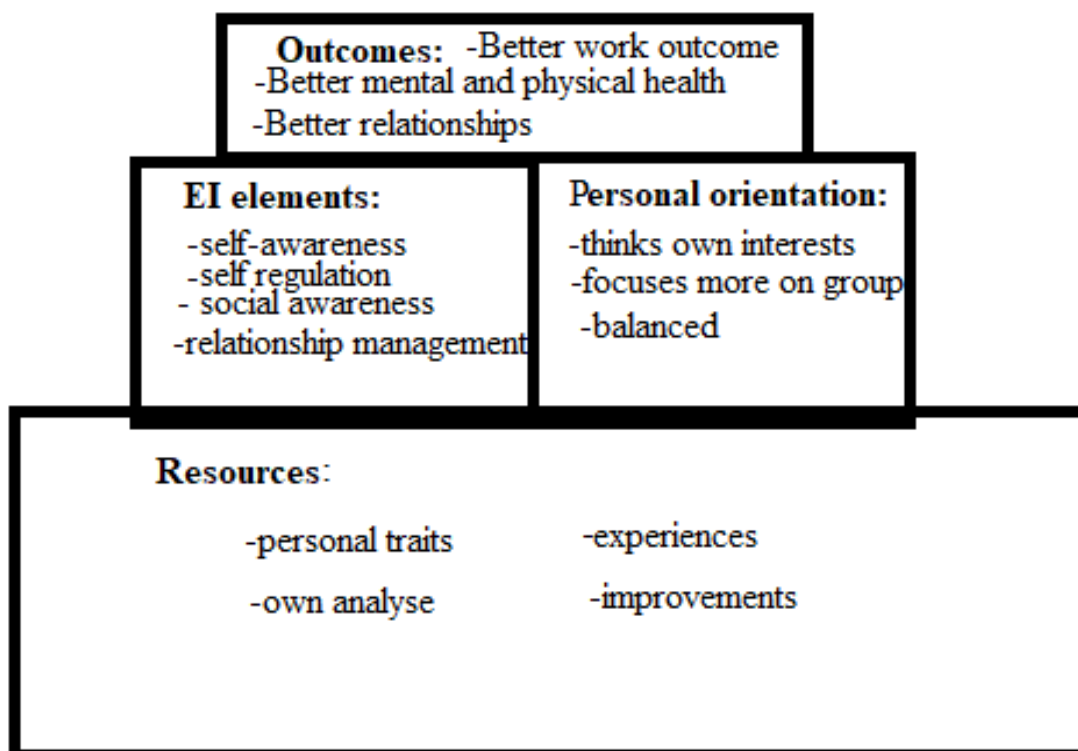 Outcomes: -Better work outcome
-Better mental and physical health
-Better relationships
EI elements:
-self-awareness
-self regulation
- social awareness
-relationship management
Personal orientation:
-thinks own interests
-focuses more on group
-balanced
Resources:
-personal traits
-experiences
-own analyse
-improvements